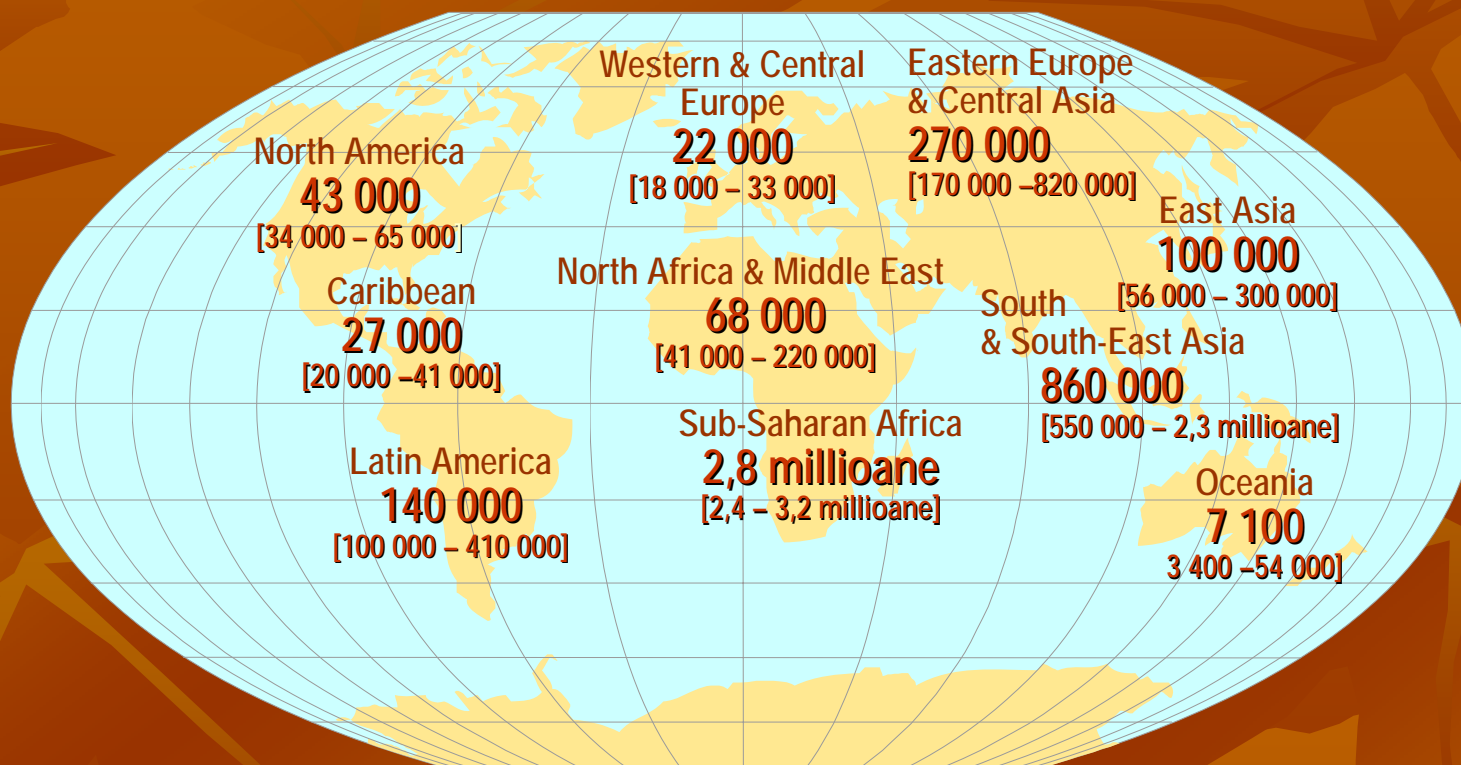 Western & Central
Europe
22 000
[18 000 – 33 000]
Eastern Europe
& Central Asia
270 000
[170 000 –820 000]
North America
43 000
[34 000 – 65 000]
East Asia
100 000
[56 000 – 300 000]
Caribbean
27 000
[20 000 –41 000]
North Africa & Middle East
68 000
[41 000 – 220 000]
South
& South-East Asia
860 000
[550 000 – 2,3 millioane]
Sub-Saharan Africa
2,8 millioane
[2,4 – 3,2 millioane]
Latin America
140 000
[100 000 – 410 000]
Oceania
7 100
3 400 –54 000]